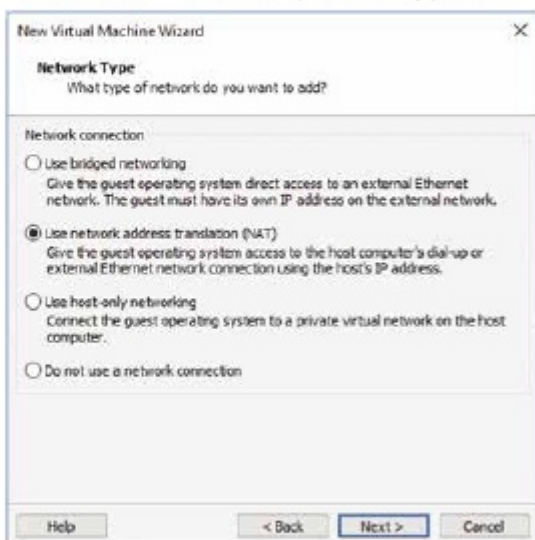 New Virtual Machine Wizard
Network Type
What type of network do you want to add?
Network connection
Use bridged networking
Give the guest operating system direct access to an external Ethernet
network. The guest must have its own IP address on the external network.
Use network address translation (NAT)
Give the guest operating system access to the host computer's dial-up or
external Ethernet network connection using the host's IP address.
Use host-only networking
Connect the guest operating system to a private virtual network on the host
computer.
Do not use a network connection
Help
< Back
Next >
Cancel